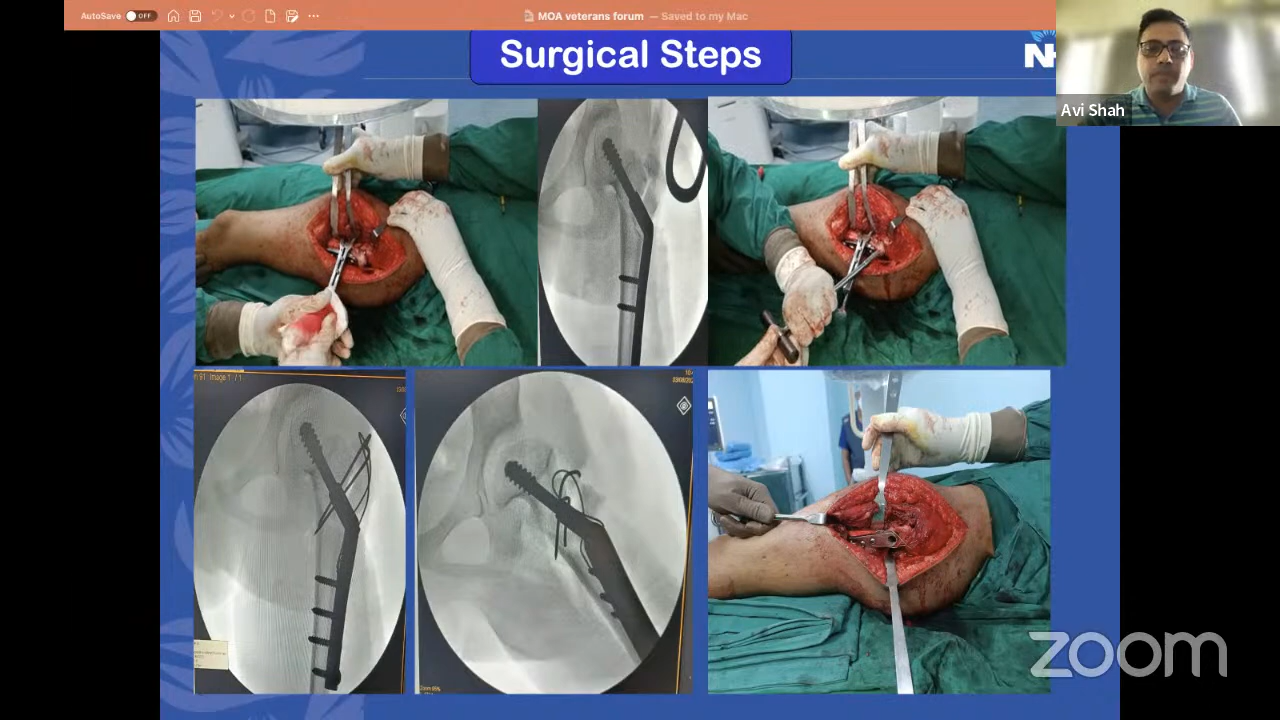 AutoSave OFF
MOA veterans forum — Saved to my Mac
Surgical Steps
Avi Shah
zoom